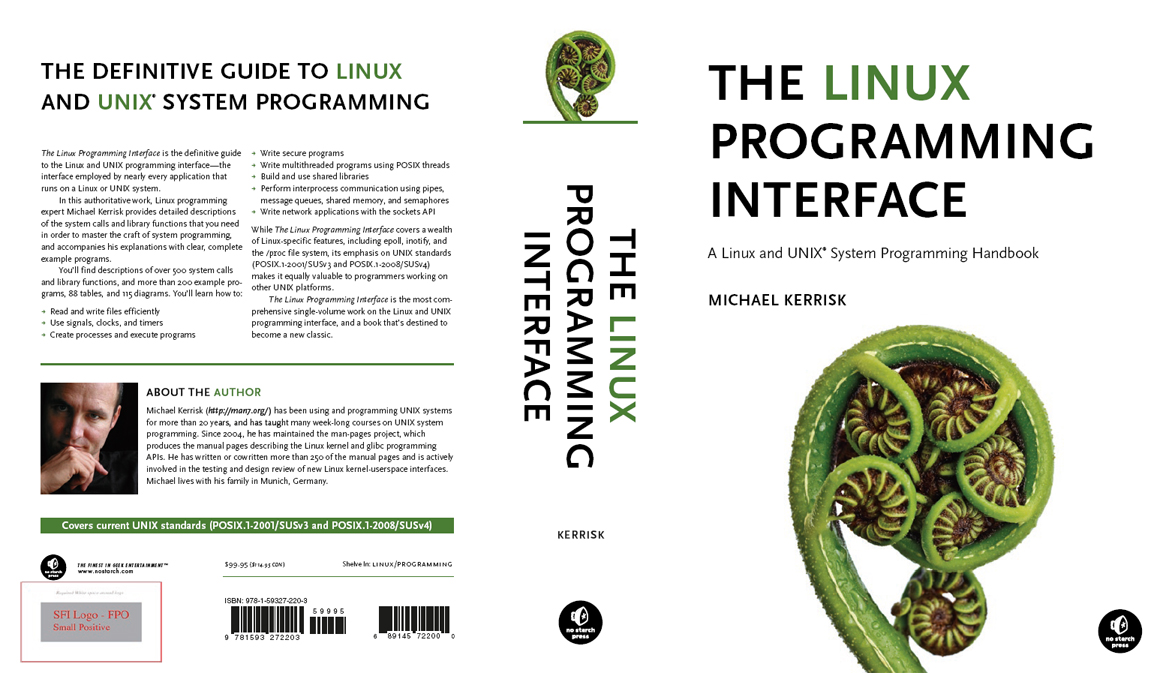 THE DEFINITIVE GUIDE TO LINUX
AND UNIX® SYSTEM PROGRAMMING
The Linux Programming Interface is the definitive guide
to the Linux and UNIX programming interface—the
interface employed by nearly every application that
runs on a Linux or UNIX system.
In this authoritative work, Linux programming
expert Michael Kerrisk provides detailed descriptions
of the system calls and library functions that you need
in order to master the craft of system programming,
and accompanies his explanations with clear, complete
example programs.
You'll find descriptions of over 500 system calls
and library functions, and more than 200 example pro-
grams, 88 tables, and 115 diagrams. You'll learn how to:
→ Read and write files efficiently
→ Use signals, clocks, and timers
→ Create processes and execute programs
→ Write secure programs
→ Write multithreaded programs using POSIX threads
→ Build and use shared libraries
→ Perform interprocess communication using pipes,
message queues, shared memory, and semaphores
→ Write network applications with the sockets API
While The Linux Programming Interface covers a wealth
of Linux-specific features, including epoll, inotify, and
the /proc file system, its emphasis on UNIX standards
(POSIX.1-2001/SUSv3 and POSIX.1-2008/SUSv4)
makes it equally valuable to programmers working on
other UNIX platforms.
The Linux Programming Interface is the most com-
prehensive single-volume work on the Linux and UNIX
programming interface, and a book that's destined to
become a new classic.
ABOUT THE AUTHOR
Michael Kerrisk (http://man7.org/) has been using and programming UNIX systems
for more than 20 years, and has taught many week-long courses on UNIX system
programming. Since 2004, he has maintained the man-pages project, which
produces the manual pages describing the Linux kernel and glibc programming
APIs. He has written or cowritten more than 250 of the manual pages and is actively
involved in the testing and design review of new Linux kernel-userspace interfaces.
Michael lives with his family in Munich, Germany.
Covers current UNIX standards (POSIX.1-2001/SUSv3 and POSIX.1-2008/SUSv4)
no starch
press
THE FINEST IN GEEK ENTERTAINMENT™
www.nostarch.com
SFI Logo - FPO
Small Positive
$99.95 ($114.95 CDN)
Shelve In: LINUX/PROGRAMMING
ISBN: 978-1-59327-220-3
59995
9 781593 272203
6 89145 72200 0
THE LINUX
PROGRAMMING
INTERFACE
KERRISK
no starch
press
THE LINUX
PROGRAMMING
INTERFACE
A Linux and UNIX® System Programming Handbook
MICHAEL KERRISK
no starch
press